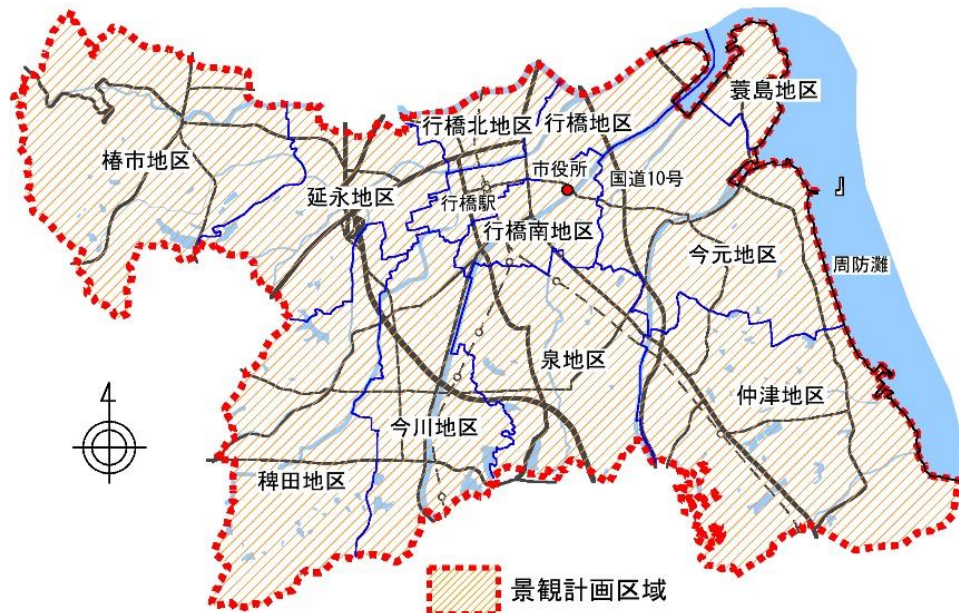 蓑島地区
行橋北地区
行橋地区
椿市地区
市役所
国道10号
延永地区
行橋駅
行橋南地区
今元地区
周防灘
泉地区
仲津地区
今川地区
稗田地区
景観計画区域